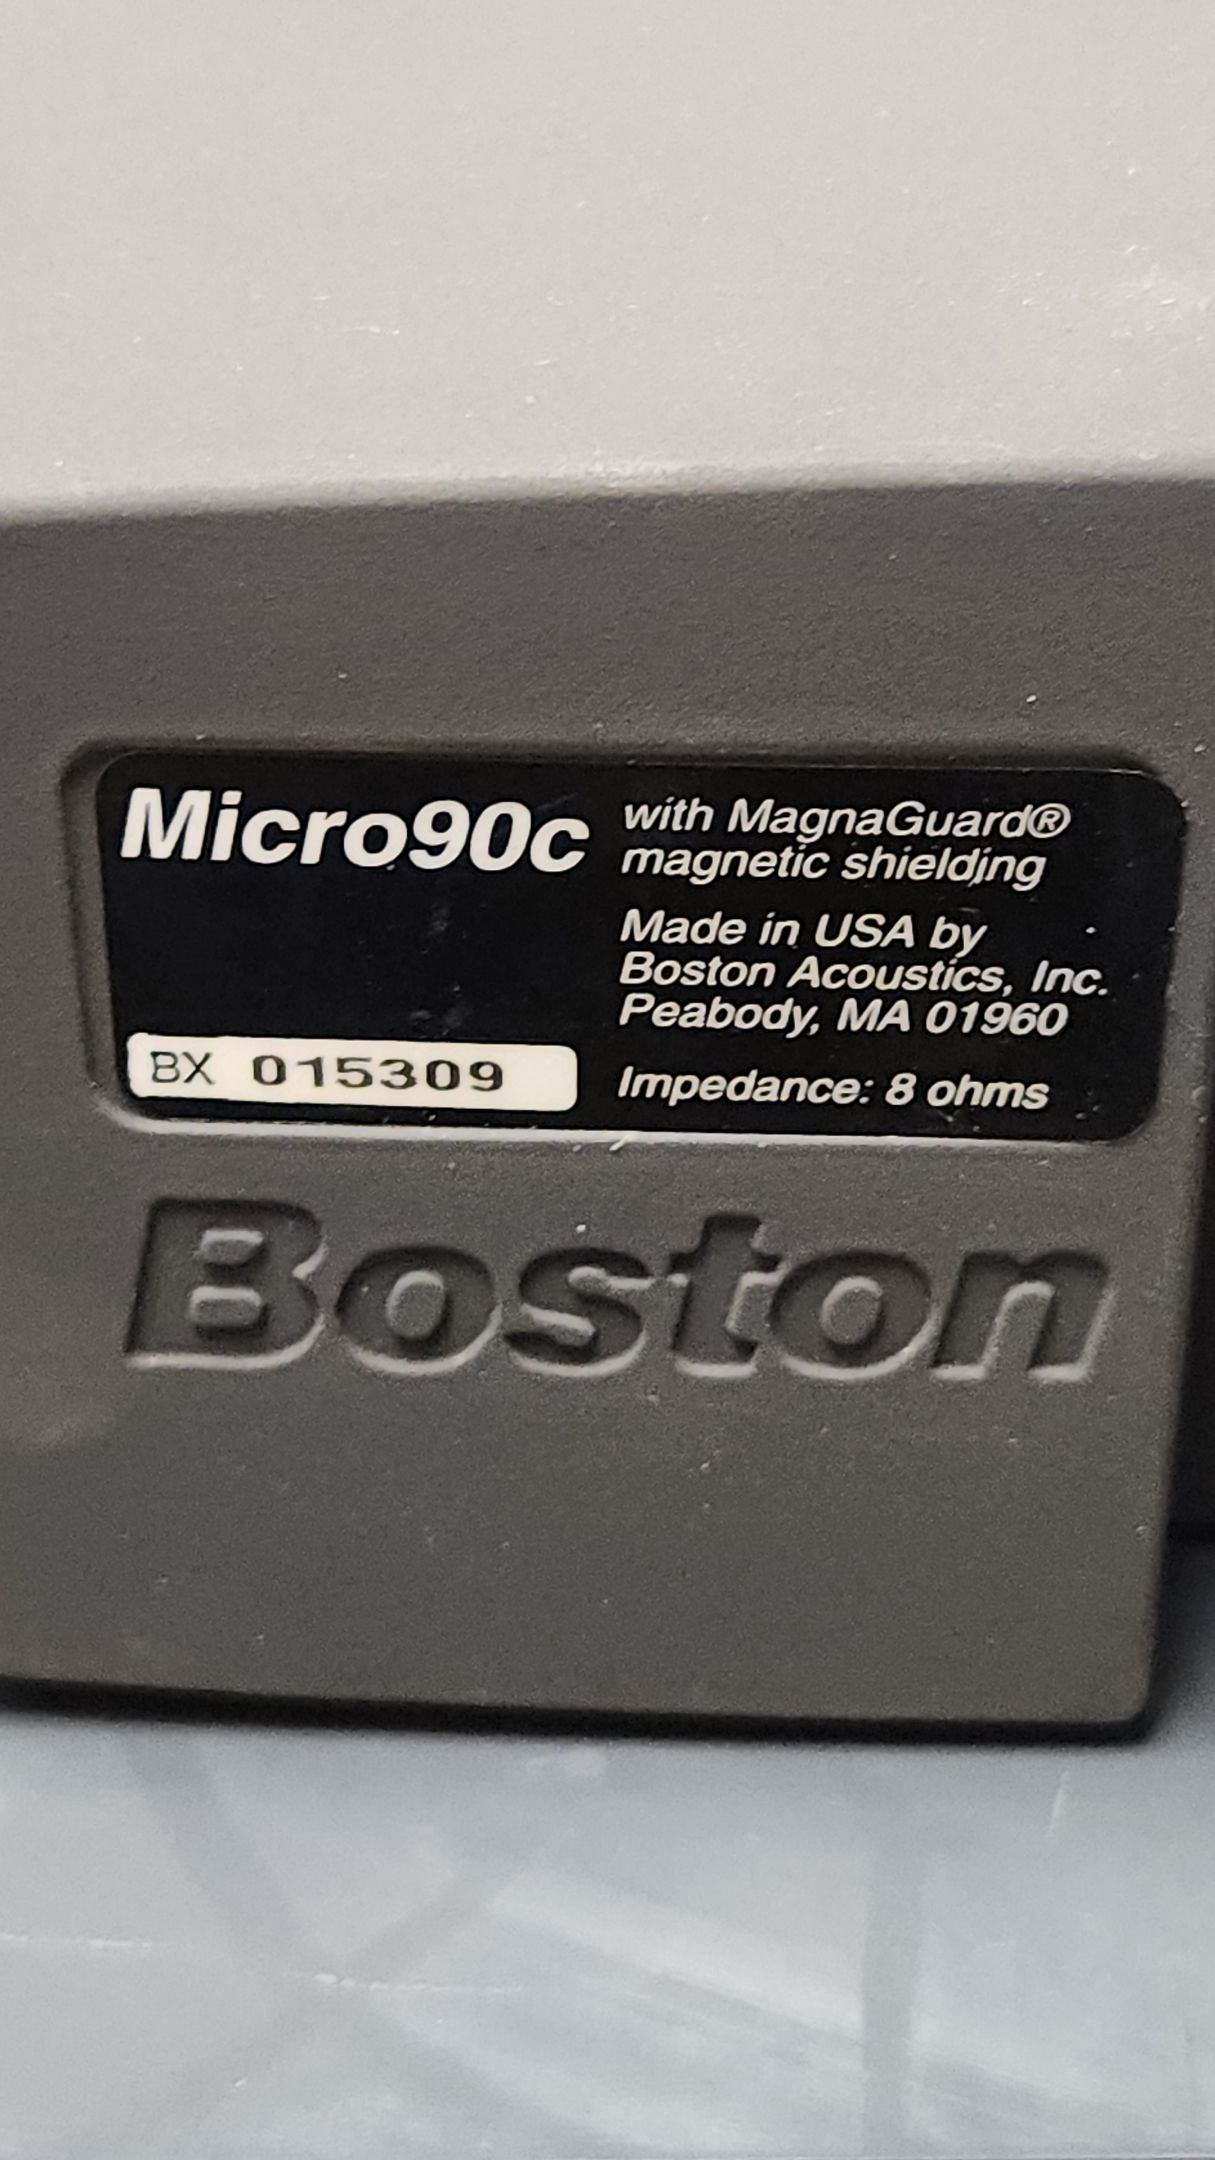 Micro90c
with MagnaGuard®
magnetic shielding
Made in USA by
Boston Acoustics, Inc.
Peabody, MA 01960
BX 015309
Impedance: 8 ohms
Boston